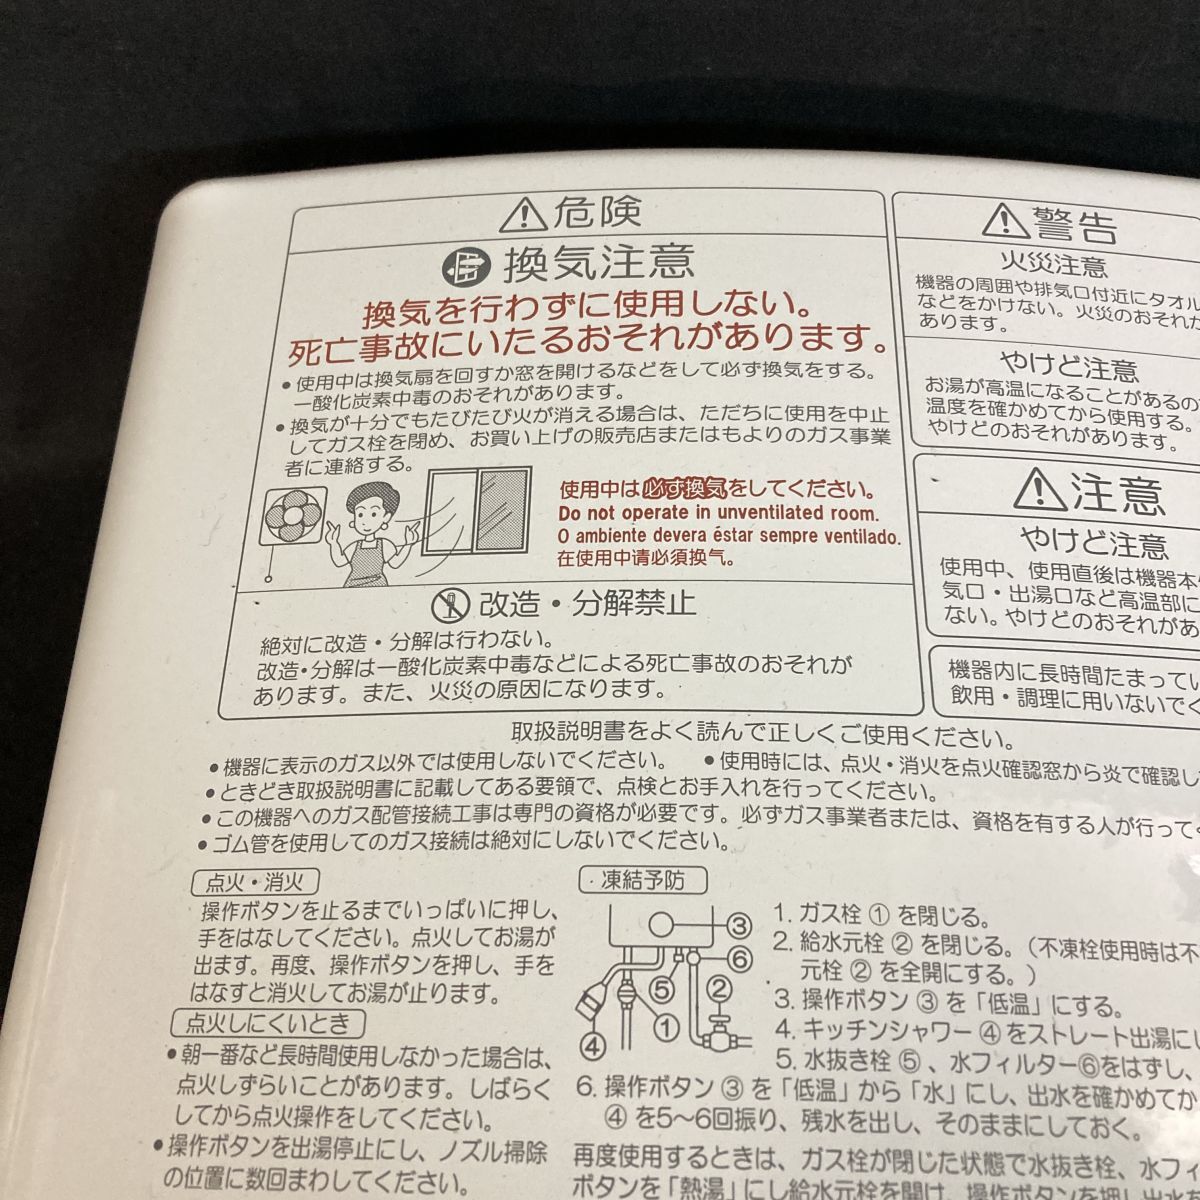 ⚠危険
換気注意
換気を行わずに使用しない。
死亡事故にいたるおそれがあります。
●使用中は換気扇を回すか窓を開けるなどをして必ず換気をする。
一酸化炭素中毒のおそれがあります。
●換気が十分でもたびたび火が消える場合は、ただちに使用を中止
してガス栓を閉め、お買い上げの販売店またはもよりのガス事業
者に連絡する。
使用中は必ず換気をしてください。
Do not operate in unventilated room.
O ambiente devera éstar sempre ventilado.
在使用中请必须换气。
改造・分解禁止
絶対に改造・分解は行わない。
改造・分解は一酸化炭素中毒などによる死亡事故のおそれが
あります。また、火災の原因になります。
⚠警告
火災注意
機器の周囲や排気口付近にタオル
などをかけない。火災のおそれが
あります。
やけど注意
お湯が高温になることがあるの
温度を確かめてから使用する。
やけどのおそれがあります。
⚠注意
やけど注意
使用中、使用直後は機器本
気口・出湯口など高温部に
ない。やけどのおそれがあ
機器内に長時間たまってい
飲用・調理に用いないでく
取扱説明書をよく読んで正しくご使用ください。
●機器に表示のガス以外では使用しないでください。 ●使用時には、点火・消火を点火確認窓から炎で確認し
●ときどき取扱説明書に記載してある要領で、点検とお手入れを行ってください。
●この機器へのガス配管接続工事は専門の資格が必要です。必ずガス事業者または、資格を有する人が行って
●ゴム管を使用してのガス接続は絶対にしないでください。
点火・消火
操作ボタンを止るまでいっぱいに押し、
手をはなしてください。点火してお湯が
出ます。再度、操作ボタンを押し、手を
はなすと消火してお湯が止ります。
点火しにくいとき
●朝一番など長時間使用しなかった場合は、
点火しずらいことがあります。しばらく
してから点火操作をしてください。
●操作ボタンを出湯停止にし、ノズル掃除
の位置に数回まわしてください。
凍結予防
③
⑥
⑤
②
①
④
1. ガス栓①を閉じる。
2. 給水元栓②を閉じる。(不凍栓使用時は不
元栓②を全開にする。)
3. 操作ボタン③を「低温」にする。
4. キッチンシャワー④をストレート出湯にし
5. 水抜き栓⑤、水フィルター⑥をはずし、
6. 操作ボタン③を「低温」から「水」にし、出水を確かめてか
④を5～6回振り、残水を出し、そのままにしておく。
再度使用するときは、ガス栓が閉じた状態で水抜き栓、水フィ
ボタンを「熱湯」にし給水元栓を開け、操作ボタンを押し出水